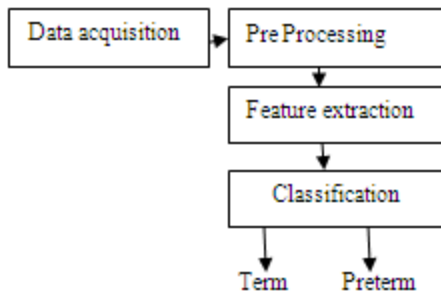 Data acquisition
Pre Processing
Feature extraction
Classification
Term
Preterm